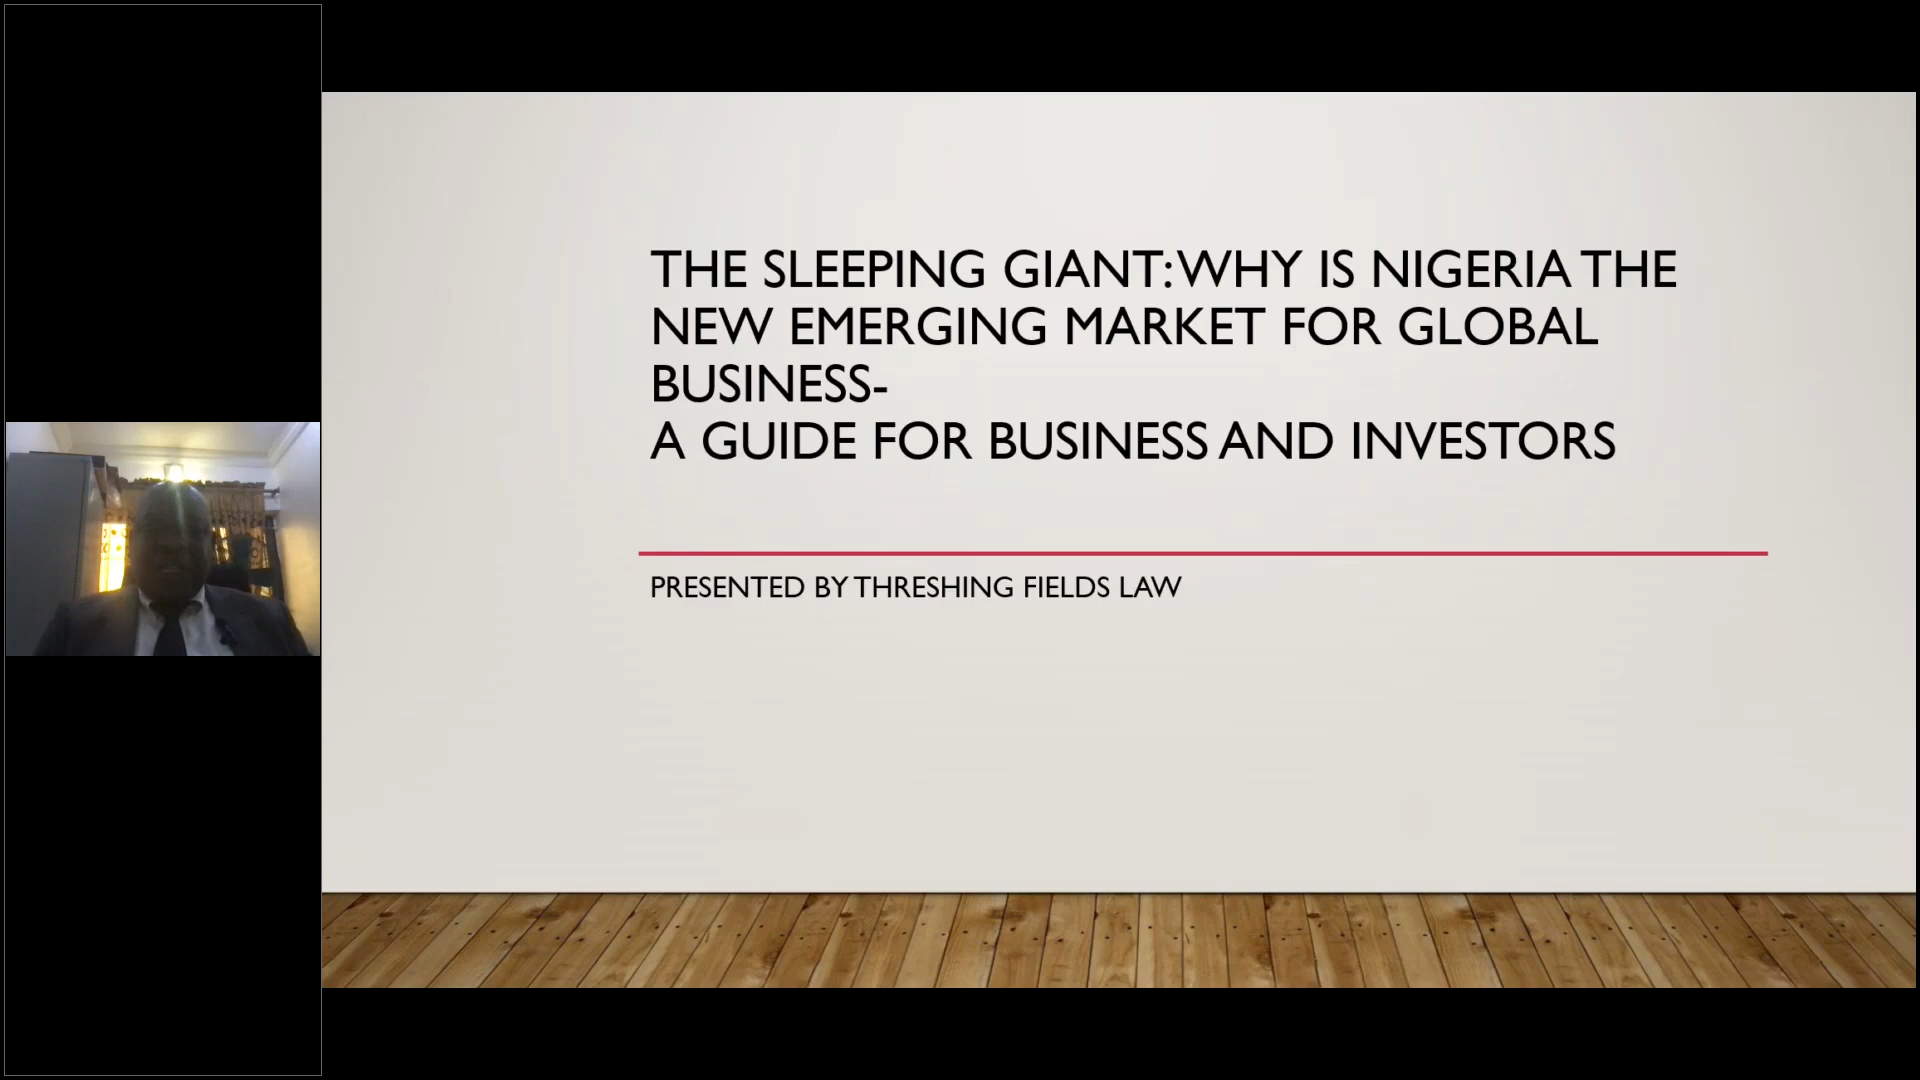 THE SLEEPING GIANT: WHY IS NIGERIA THE
NEW EMERGING MARKET FOR GLOBAL
BUSINESS-
A GUIDE FOR BUSINESS AND INVESTORS
PRESENTED BY THRESHING FIELDS LAW